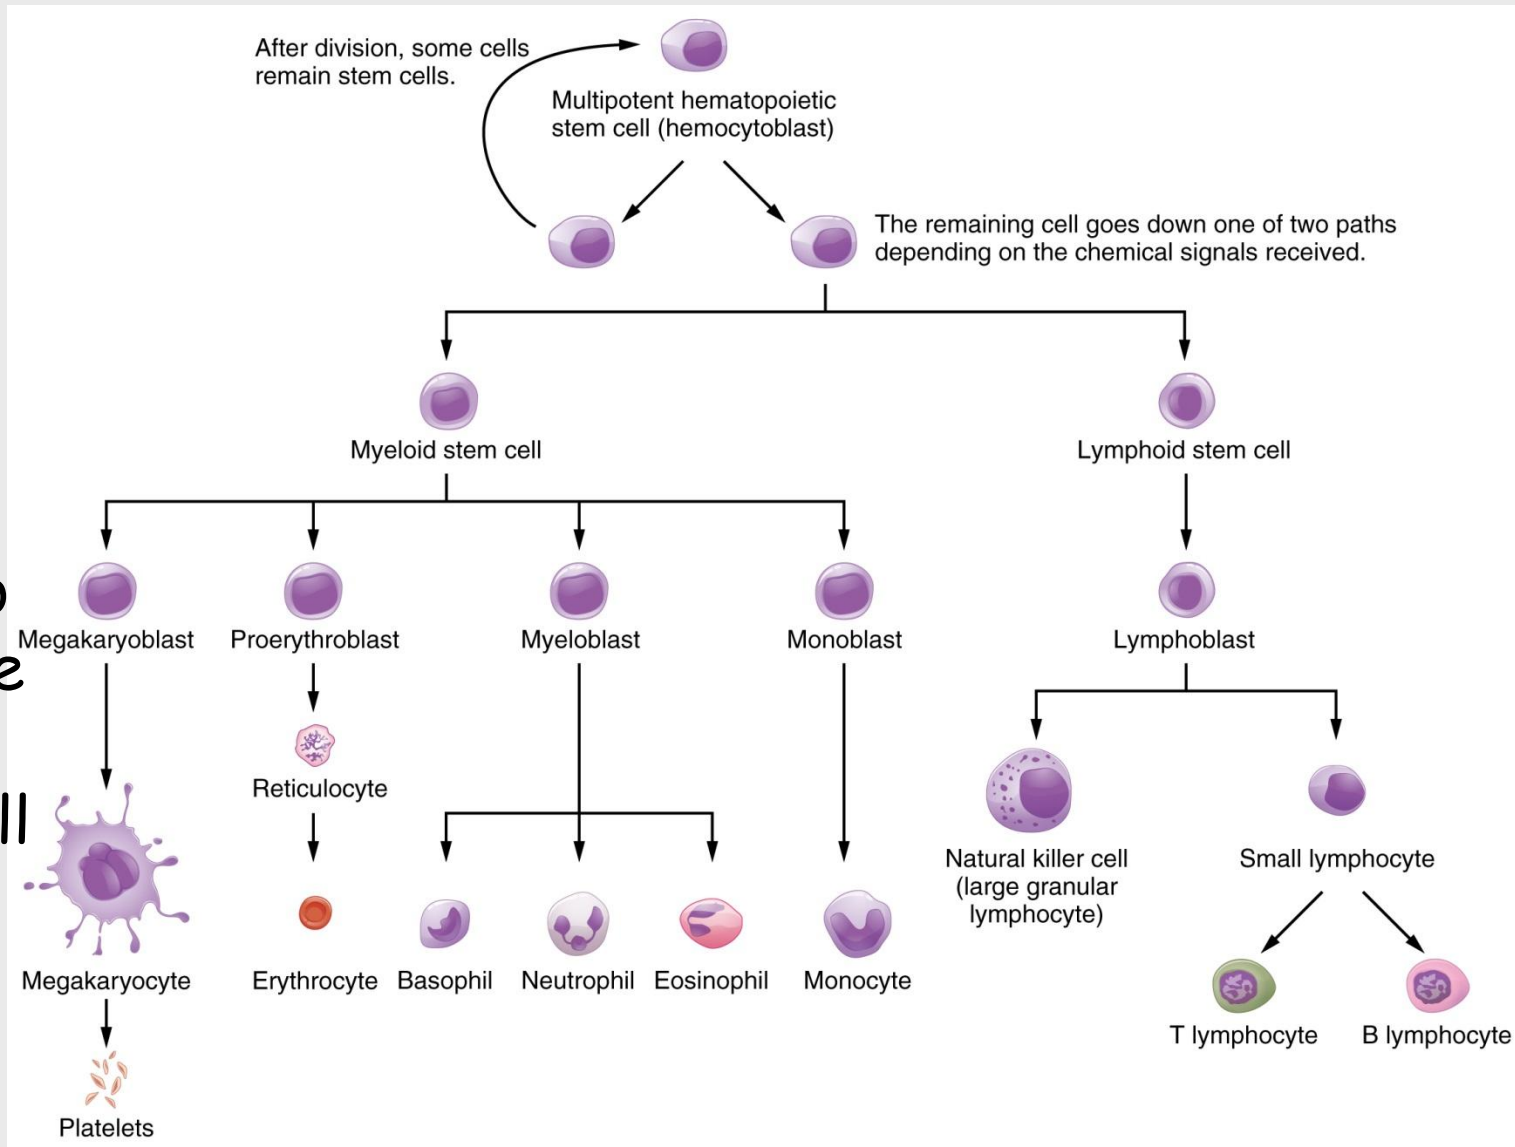 After division, some cells
remain stem cells.
Multipotent hematopoietic
stem cell (hemocytoblast)
The remaining cell goes down one of two paths
depending on the chemical signals received.
Myeloid stem cell
Lymphoid stem cell
Megakaryoblast
Proerythroblast
Myeloblast
Monoblast
Lymphoblast
Reticulocyte
Natural killer cell
(large granular
lymphocyte)
Small lymphocyte
Megakaryocyte
Erythrocyte
Basophil
Neutrophil
Eosinophil
Monocyte
T lymphocyte
B lymphocyte
Platelets